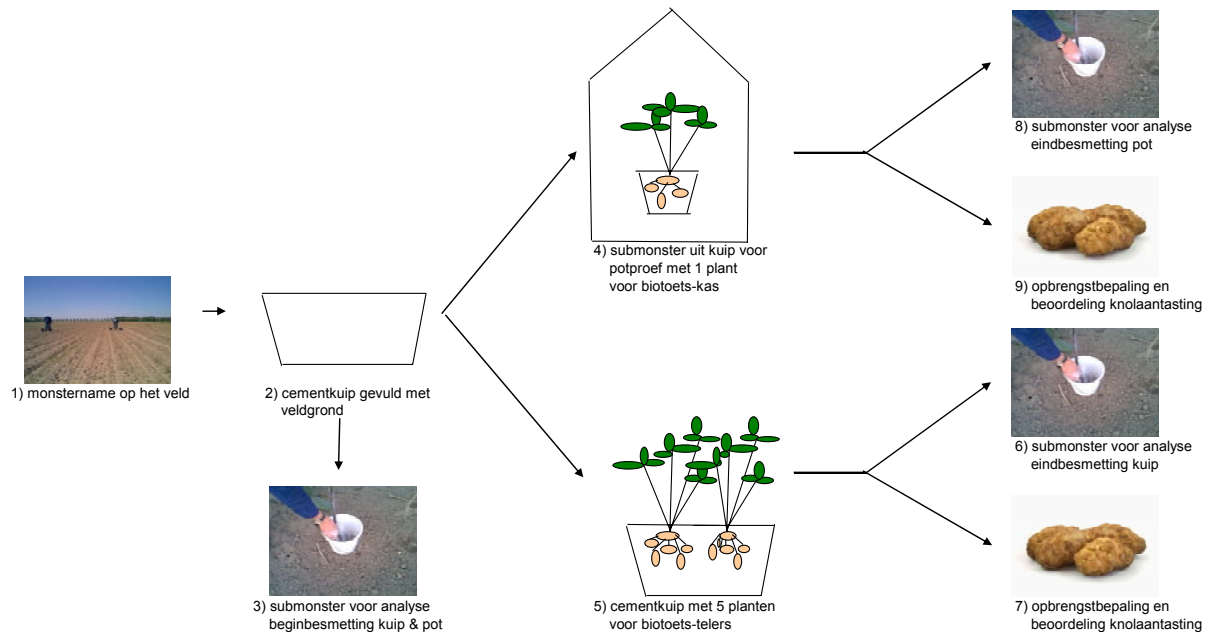 1) monstername op het veld
2) cementkuip gevuld met
veldgrond
3) submonster voor analyse
beginbesmetting kuip & pot
4) submonster uit kuip voor
potproef met 1 plant
voor biotoets-kas
5) cementkuip met 5 planten
voor biotoets-telers
8) submonster voor analyse
eindbesmetting pot
9) opbrengstbepaling en
beoordeling knolaantasting
6) submonster voor analyse
eindbesmetting kuip
7) opbrengstbepaling en
beoordeling knolaantasting